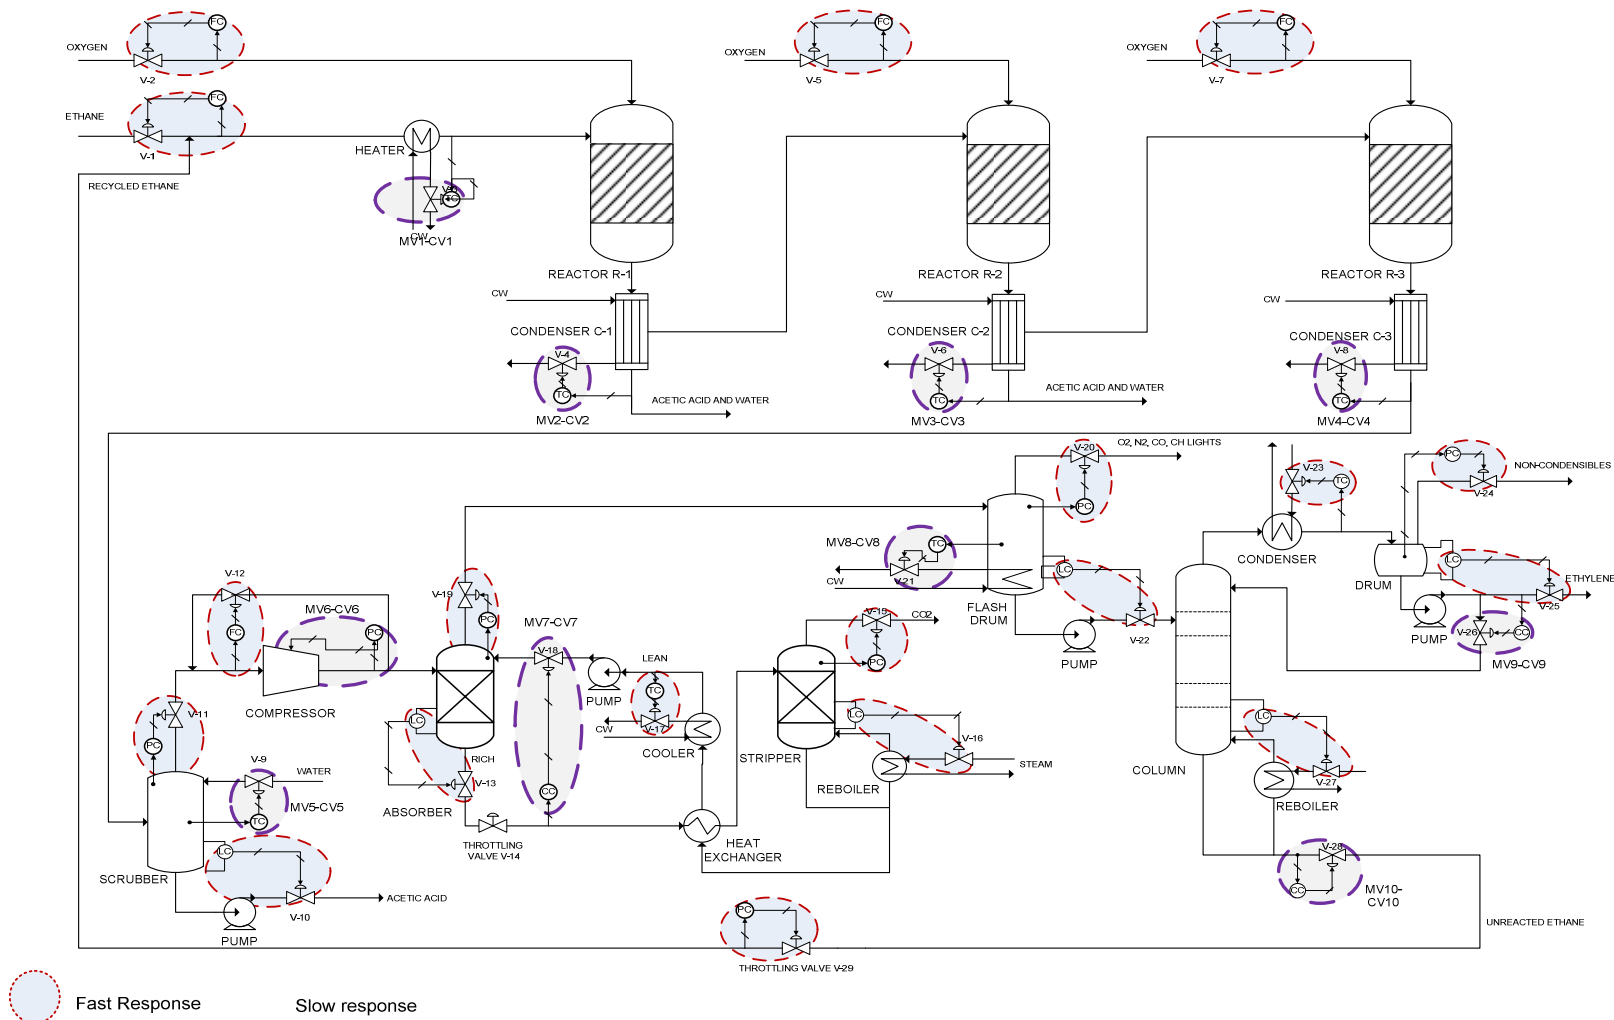 FC
FC
FC
OXYGEN
OXYGEN
OXYGEN
V-2
V-5
V-7
FC
ETHANE
V-1
HEATER
RECYCLED ETHANE
TC
CW
MV1-CV1
REACTOR R-1
REACTOR R-2
REACTOR R-3
CW
CW
CW
CONDENSER C-1
CONDENSER C-2
CONDENSER C-3
V-4
V-6
V-8
TC
TC
TC
ACETIC ACID AND WATER
ACETIC ACID AND WATER
MV2-CV2
MV3-CV3
MV4-CV4
O2, N2, CO, CH LIGHTS
V-20
PC
V-23
TC
PC
NON-CONDENSIBLES
V-24
PC
MV8-CV8
TC
CONDENSER
V-21
CW
LC
FLASH
DRUM
LC
DRUM
ETHYLENE
V-25
V-12
V-19
MV6-CV6
FC
PC
PC
MV7-CV7
V-15
CO2
PC
V-22
PUMP
PUMP
V-26
CC
MV9-CV9
V-18
LEAN
TC
PUMP
V-17
CW
COOLER
COMPRESSOR
V-11
PC
LC
RICH
V-13
ABSORBER
STRIPPER
LC
V-16
STEAM
REBOILER
COLUMN
LC
V-27
REBOILER
V-9
WATER
MV5-CV5
TC
CC
THROTTLING
VALVE V-14
HEAT
EXCHANGER
LC
SCRUBBER
V-10
ACETIC ACID
PUMP
V-28
CC
MV10-
CV10
PC
UNREACTED ETHANE
THROTTLING VALVE V-29
Fast Response
Slow response